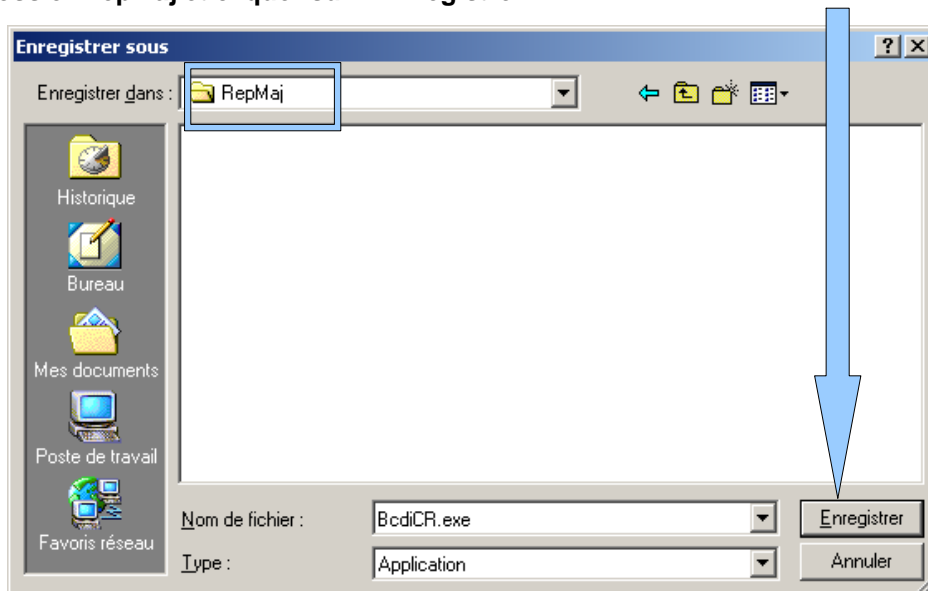 Enregistrer sous
Enregistrer dans : RepMaj
Historique
Bureau
Mes documents
Poste de travail
Favoris réseau
Nom de fichier : BcdiCR.exe Enregistrer
Type : Application Annuler